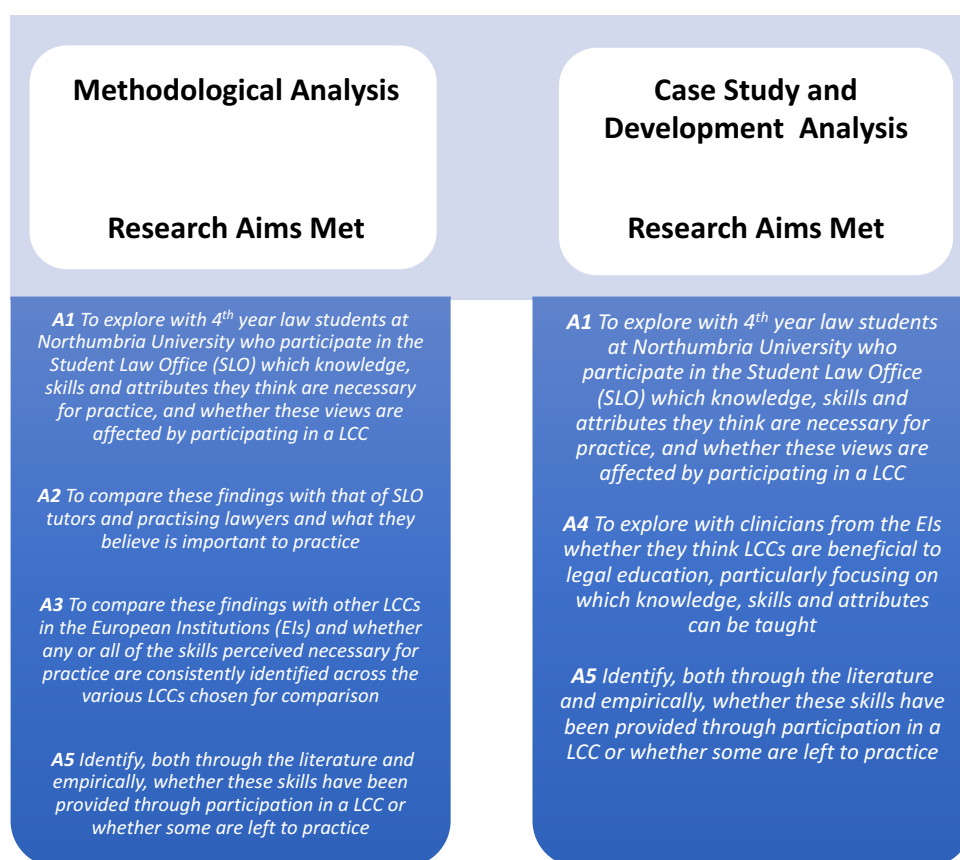 Methodological Analysis
Research Aims Met
A1 To explore with 4th year law students at
Northumbria University who participate in the
Student Law Office (SLO) which knowledge,
skills and attributes they think are necessary
for practice, and whether these views are
affected by participating in a LCC
A2 To compare these findings with that of SLO
tutors and practising lawyers and what they
believe is important to practice
A3 To compare these findings with other LCCs
in the European Institutions (EIs) and whether
any or all of the skills perceived necessary for
practice are consistently identified across the
various LCCs chosen for comparison
A5 Identify, both through the literature and
empirically, whether these skills have been
provided through participation in a LCC or
whether some are left to practice
Case Study and
Development Analysis
Research Aims Met
A1 To explore with 4th year law students
at Northumbria University who
participate in the Student Law Office
(SLO) which knowledge, skills and
attributes they think are necessary for
practice, and whether these views are
affected by participating in a LCC
A4 To explore with clinicians from the EIs
whether they think LCCs are beneficial to
legal education, particularly focusing on
which knowledge, skills and attributes
can be taught
A5 Identify, both through the literature
and empirically, whether these skills have
been provided through participation in a
LCC or whether some are left to practice